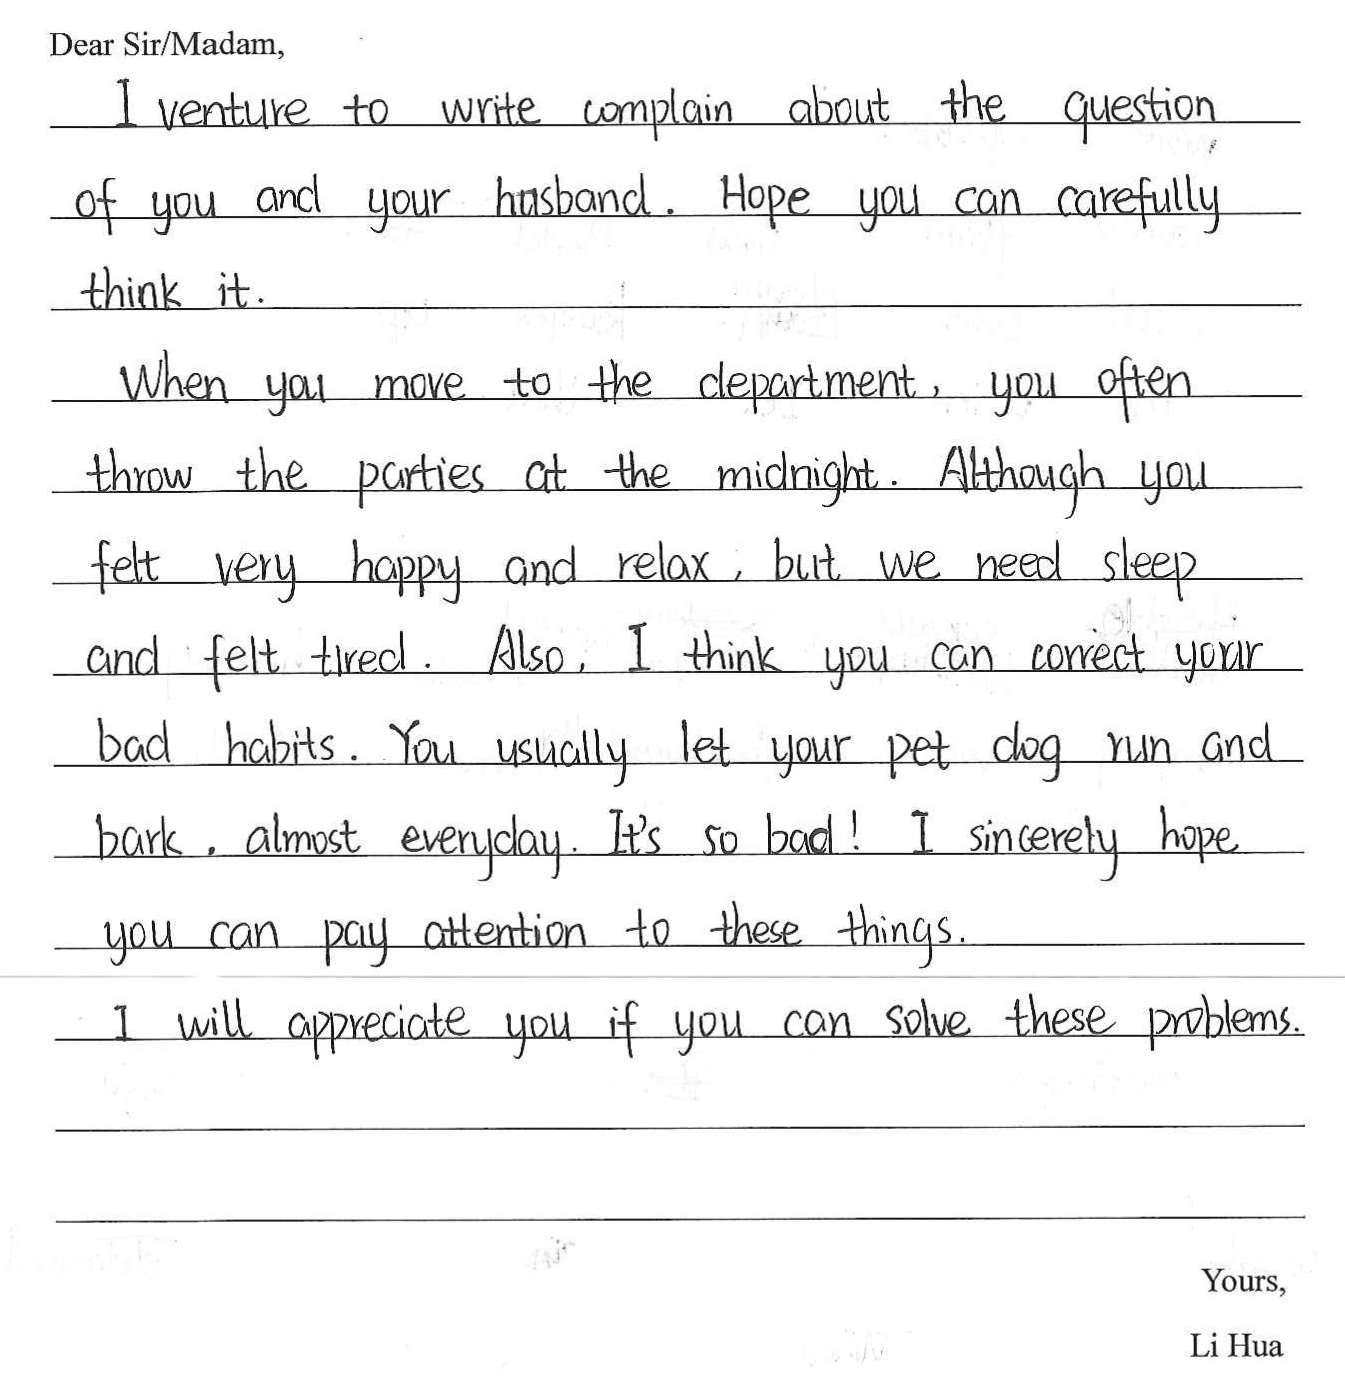 Dear Sir/Madam,
I venture to write complain about the question
of you and your husband. Hope you can carefully
think it.
When you move to the department, you often
throw the parties at the midnight. Although you
felt very happy and relax, but we need sleep
and felt tired. Also, I think you can correct your
bad habits. You usually let your pet dog run and
bark, almost everyday. It's so bad! I sincerely hope
you can pay attention to these things.
I will appreciate you if you can solve these problems.
Yours,
Li Hua